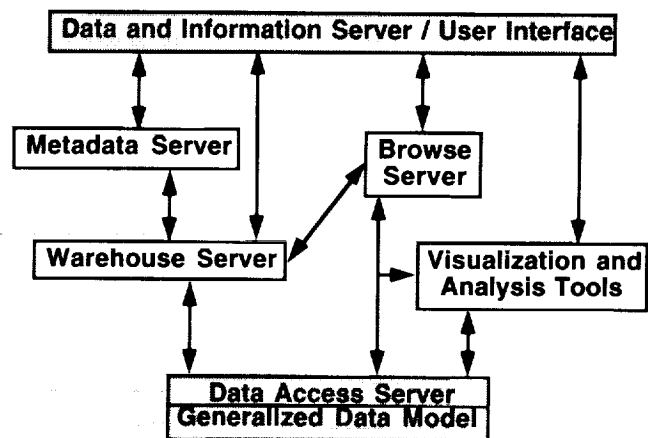 Data and Information Server / User Interface
Metadata Server
Browse
Server
Warehouse Server
Visualization and
Analysis Tools
Data Access Server
Generalized Data Model